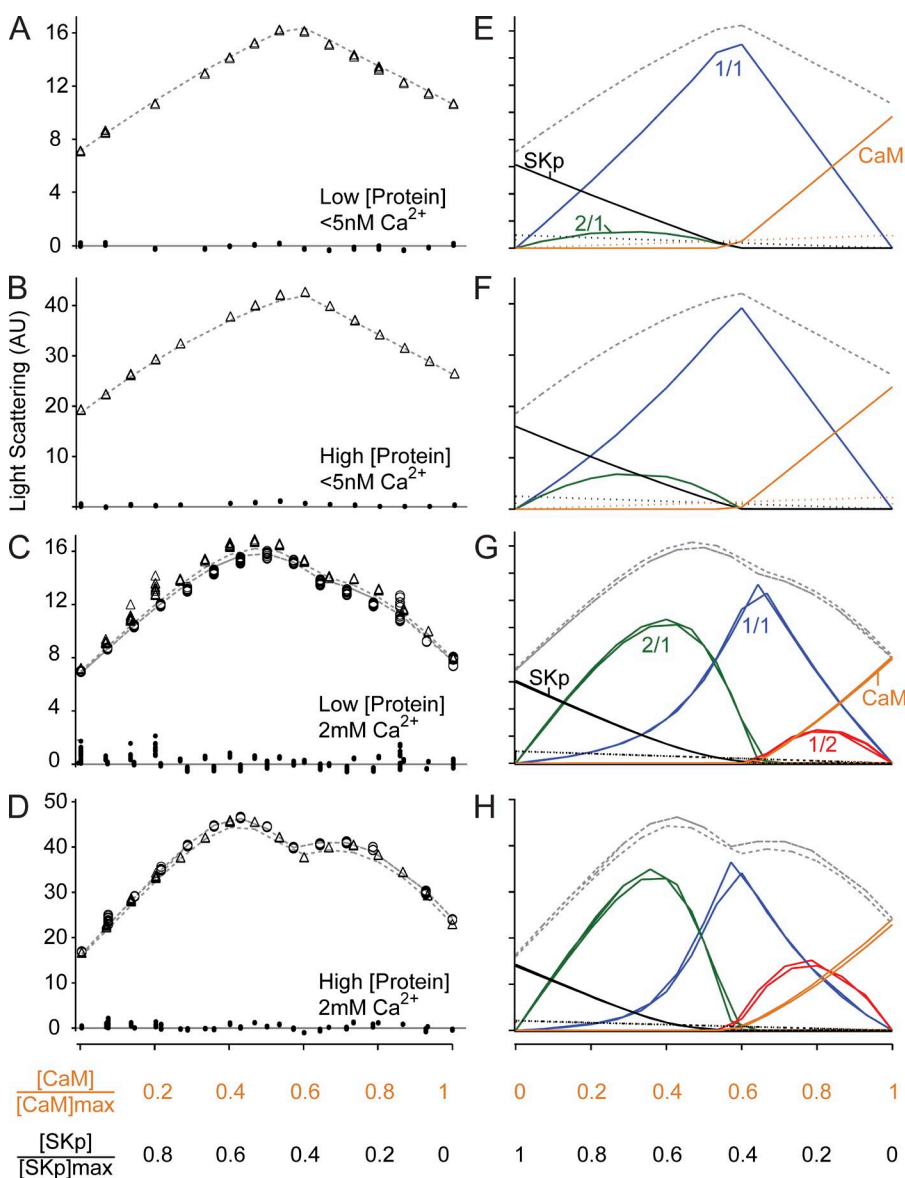 A
16
12
8
4
0
Low [Protein]
<5nM Ca2+
E
1/1
SKp
2/1
CaM
B
40
30
20
10
0
High [Protein]
<5nM Ca2+
Light Scattering (AU)
F
C
16
12
8
4
0
Low [Protein]
2mM Ca2+
G
2/1
1/1
SKp
CaM
1/2
D
50
40
30
20
10
0
High [Protein]
2mM Ca2+
H
[CaM]
[CaM]max
0.2 0.4 0.6 0.8 1
0 0.2 0.4 0.6 0.8 1
[SKp]
[SKp]max
0.8 0.6 0.4 0.2 0
1 0.8 0.6 0.4 0.2 0